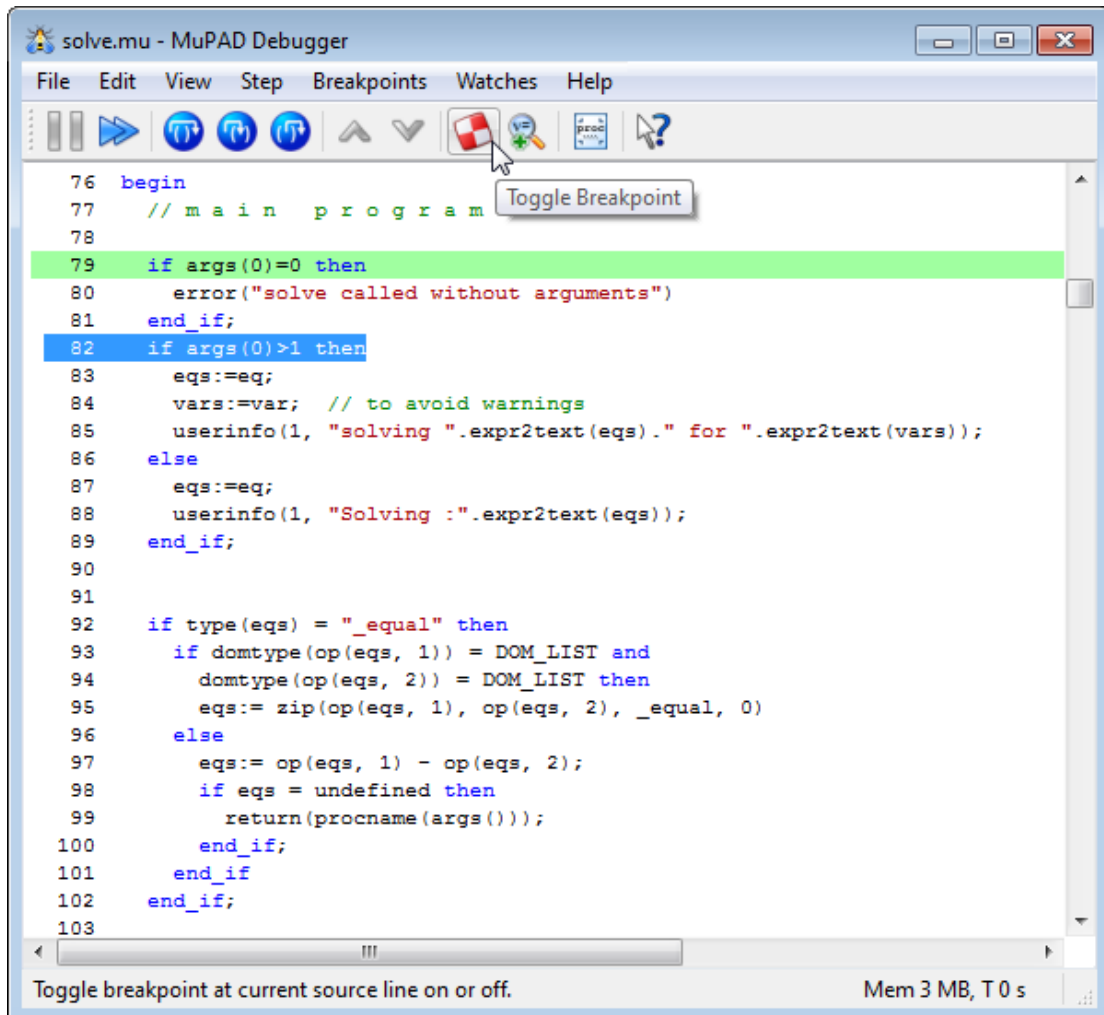 solve.mu - MuPAD Debugger
File Edit View Step Breakpoints Watches Help
proc
Toggle Breakpoint
76 begin
77 // m a i n   p r o g r a m
78
79 if args(0)=0 then
80 error("solve called without arguments")
81 end_if;
82 if args(0)>1 then
83 eqs:=eq;
84 vars:=var; // to avoid warnings
85 userinfo(1, "solving ".expr2text(eqs)." for ".expr2text(vars));
86 else
87 eqs:=eq;
88 userinfo(1, "Solving :".expr2text(eqs));
89 end_if;
90
91
92 if type(eqs) = "_equal" then
93 if domtype(op(eqs, 1)) = DOM_LIST and
94 domtype(op(eqs, 2)) = DOM_LIST then
95 eqs:= zip(op(eqs, 1), op(eqs, 2), _equal, 0)
96 else
97 eqs:= op(eqs, 1) - op(eqs, 2);
98 if eqs = undefined then
99 return(procname(args()));
100 end_if;
101 end_if
102 end_if;
103
Toggle breakpoint at current source line on or off. Mem 3 MB, T 0 s